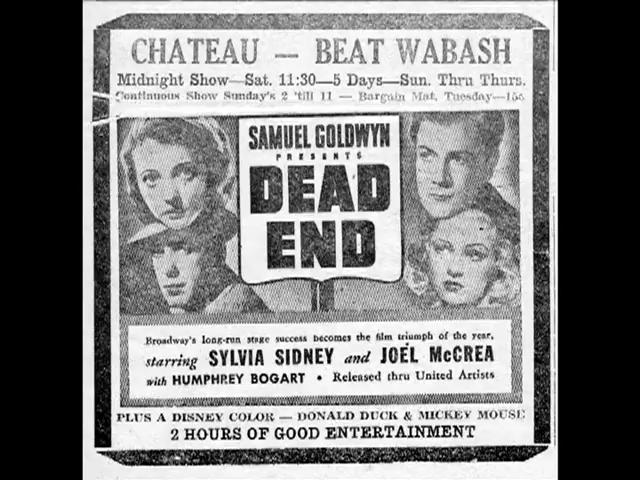 CHATEAU — BEAT WABASH
Midnight Show—Sat. 11:30—5 Days—Sun. Thru Thurs.
Continuous Show Sunday's 2 'till 11 — Bargain Mat. Tuesday—15c
SAMUEL GOLDWYN
PRESENTS
DEAD
END
Broadway's long-run stage success becomes the film triumph of the year.
starring SYLVIA SIDNEY and JOEL McCREA
with HUMPHREY BOGART • Released thru United Artists
PLUS A DISNEY COLOR — DONALD DUCK & MICKEY MOUSE
2 HOURS OF GOOD ENTERTAINMENT